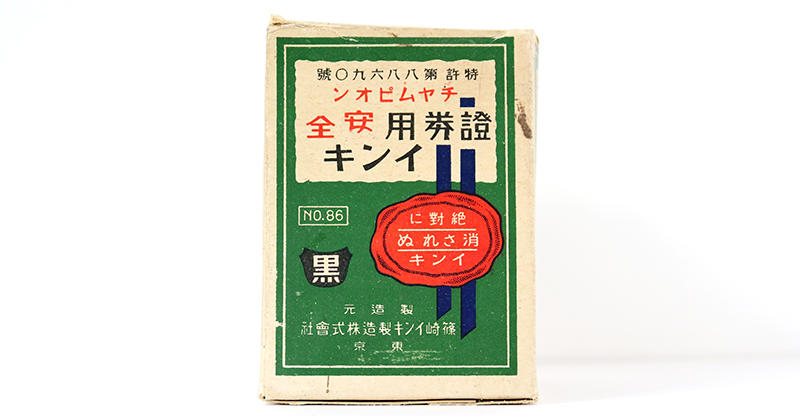 特許第八八六九〇號
チヤムピオン
證券用安全
インキ
NO.86
絶對に
消されぬ
インキ
黒
製造元
篠崎インキ製造株式會社
東京